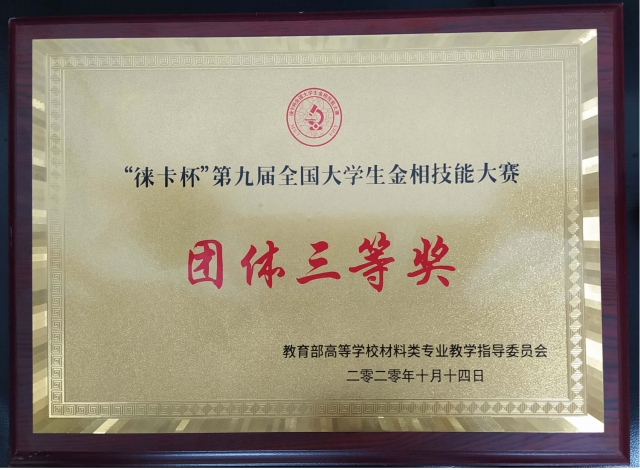 “徕卡杯”第九届全国大学生金相技能大赛
团体三等奖
教育部高等学校材料类专业教学指导委员会
二零二零年十月十四日